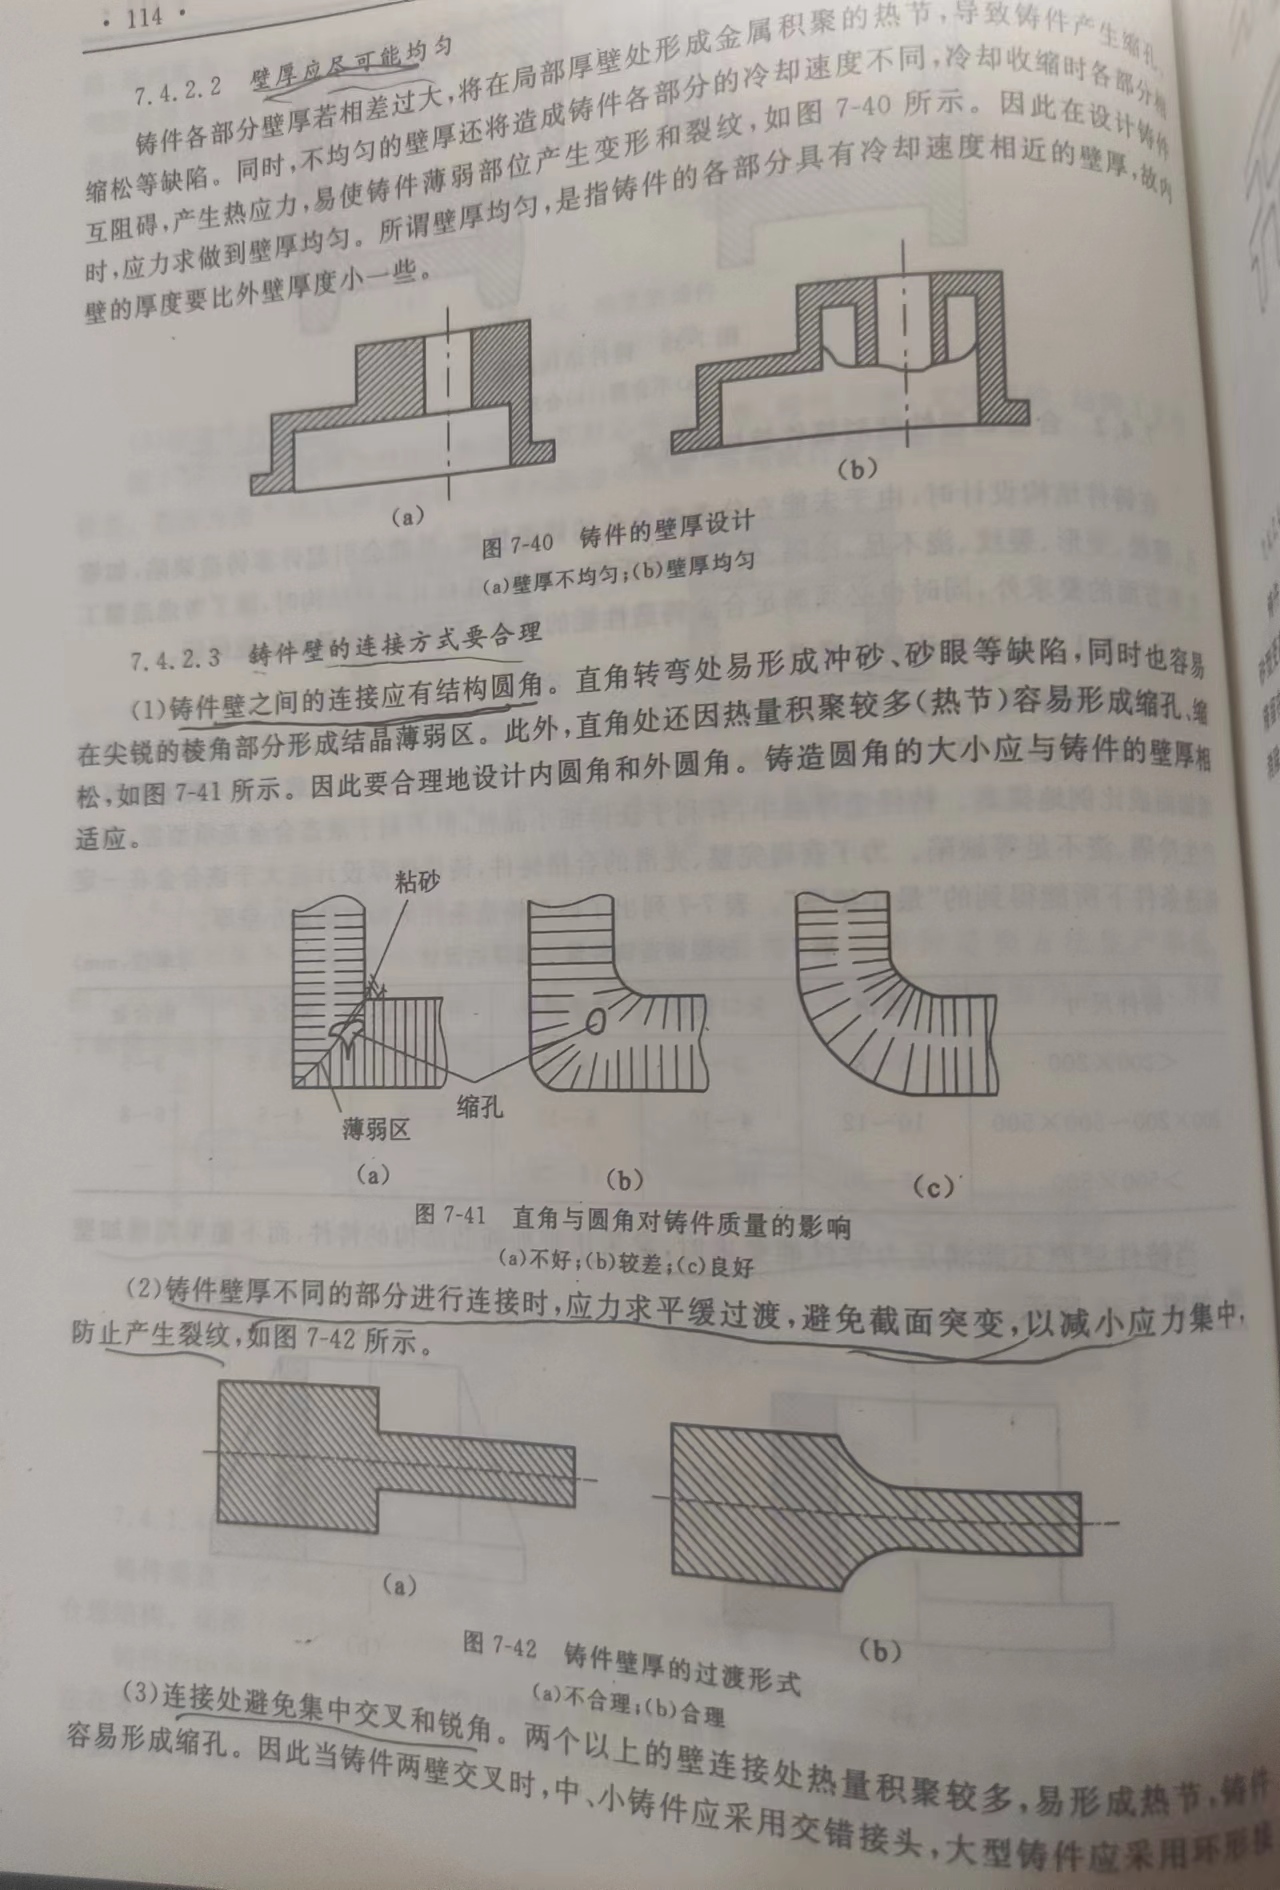 · 114 ·
7.4.2.2 壁厚应尽可能均匀
铸件各部分壁厚若相差过大,将在局部厚壁处形成金属积聚的热节,导致铸件产生缩孔、
缩松等缺陷。同时,不均匀的壁厚还将造成铸件各部分的冷却速度不同,冷却收缩时各部分相
互阻碍,产生热应力,易使铸件薄弱部位产生变形和裂纹,如图 7-40 所示。因此在设计铸件
时,应力求做到壁厚均匀。所谓壁厚均匀,是指铸件的各部分具有冷却速度相近的壁厚,故内
壁的厚度要比外壁厚度小一些。
(a)
(b)
图 7-40 铸件的壁厚设计
(a)壁厚不均匀;(b)壁厚均匀
7.4.2.3 铸件壁的连接方式要合理
(1)铸件壁之间的连接应有结构圆角。直角转弯处易形成冲砂、砂眼等缺陷,同时也容易
在尖锐的棱角部分形成结晶薄弱区。此外,直角处还因热量积聚较多(热节)容易形成缩孔、缩
松,如图 7-41 所示。因此要合理地设计内圆角和外圆角。铸造圆角的大小应与铸件的壁厚相
适应。
粘砂
缩孔
薄弱区
(a)
(b)
(c)
图 7-41 直角与圆角对铸件质量的影响
(a)不好;(b)较差;(c)良好
(2)铸件壁厚不同的部分进行连接时,应力求平缓过渡,避免截面突变,以减小应力集中,
防止产生裂纹,如图 7-42 所示。
(a)
(b)
图 7-42 铸件壁厚的过渡形式
(a)不合理;(b)合理
(3)连接处避免集中交叉和锐角。两个以上的壁连接处热量积聚较多,易形成热节,铸件
容易形成缩孔。因此当铸件两壁交叉时,中、小铸件应采用交错接头,大型铸件应采用环形接